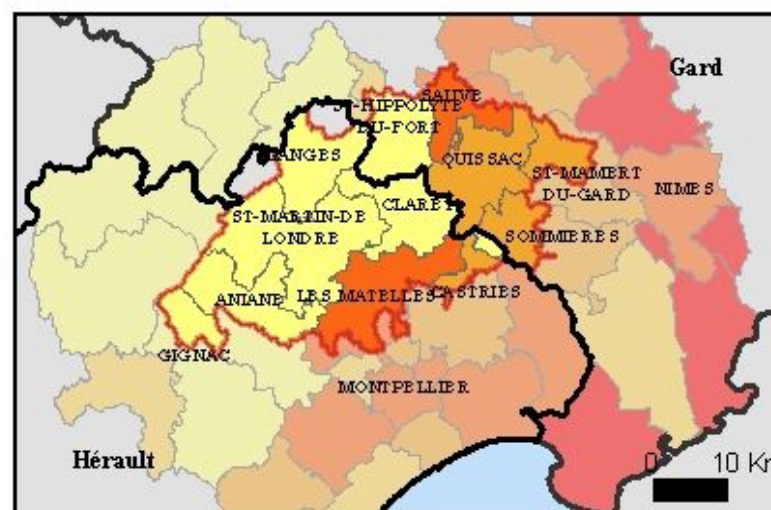 Gard
SAUVE
ST-HIPPOLYTE
DU-FORT
GANGES
QUISSAC
ST-MAMERT
DU-GARD
NIMES
CLARET
ST-MARTIN-DE
LONDRE
SOMMIERES
ANIANE
LES MATELLES
CASTRIES
GIGNAC
MONTPELLIER
Hérault
0 10 Km